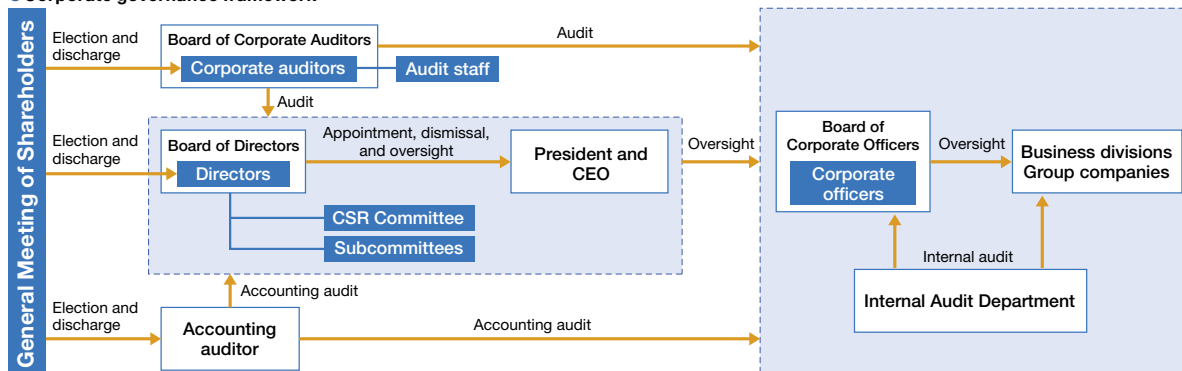 Corporate governance framework
General Meeting of Shareholders
Election and
discharge
Board of Corporate Auditors
Corporate auditors
Audit staff
Audit
Audit
Election and
discharge
Board of Directors
Directors
Appointment, dismissal,
and oversight
President and
CEO
Oversight
CSR Committee
Subcommittees
Board of
Corporate Officers
Corporate
officers
Oversight
Business divisions
Group companies
Internal audit
Internal Audit Department
Election and
discharge
Accounting audit
Accounting
auditor
Accounting audit